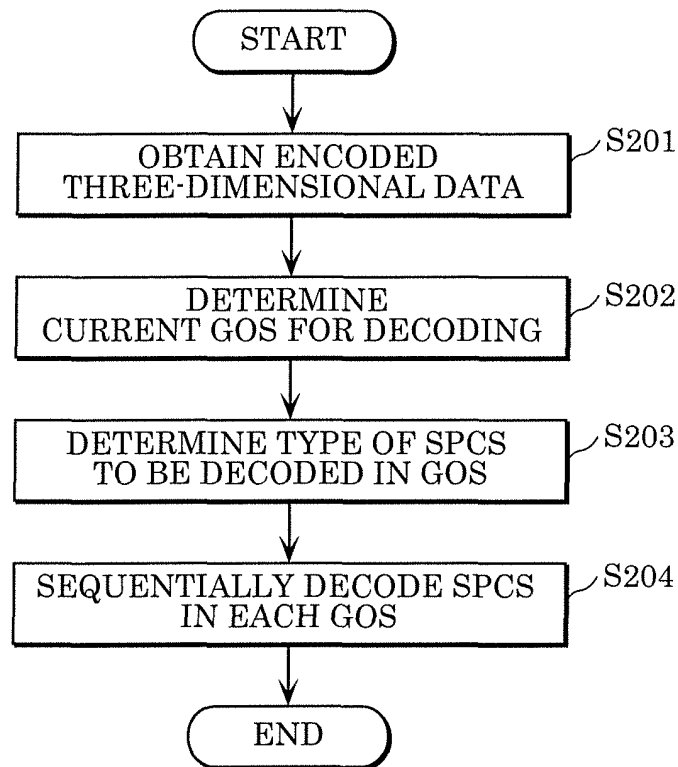 START
OBTAIN ENCODED
THREE-DIMENSIONAL DATA
S201
DETERMINE
CURRENT GOS FOR DECODING
S202
DETERMINE TYPE OF SPCS
TO BE DECODED IN GOS
S203
SEQUENTIALLY DECODE SPCS
IN EACH GOS
S204
END